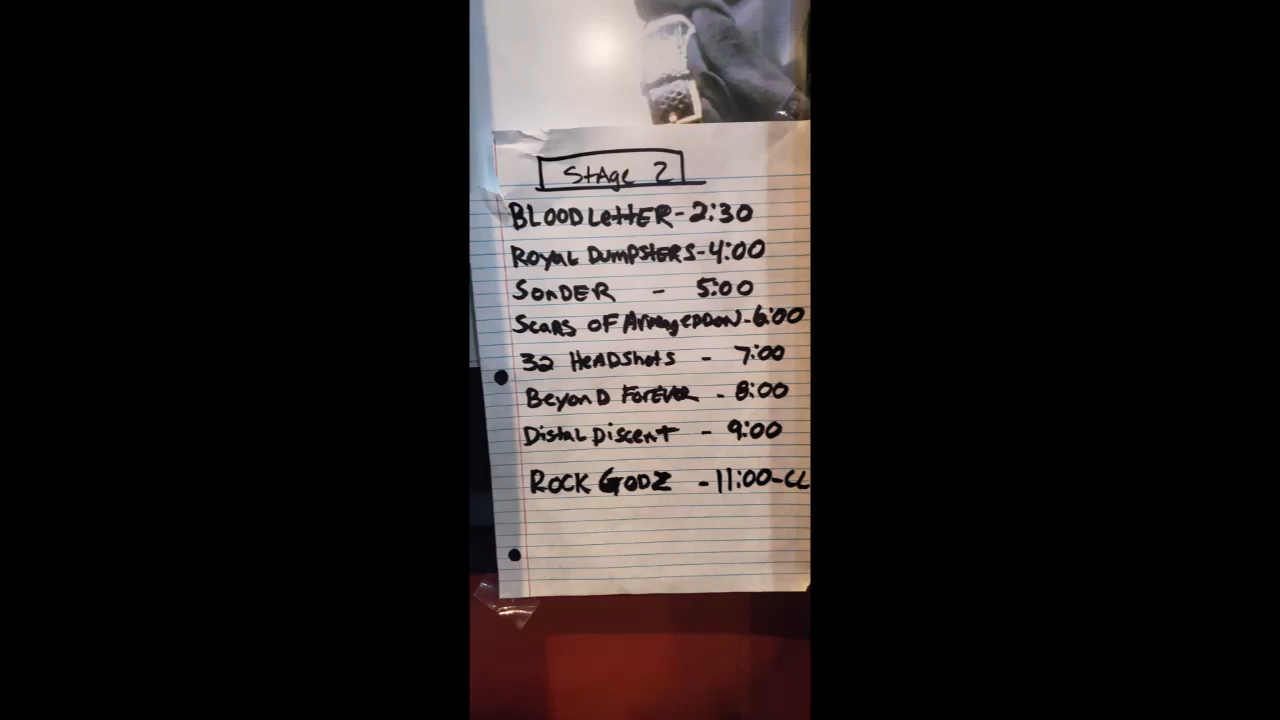 StAge 2
BLOODLettER-2:30
ROYAL DUMPSTERS-4:00
SONDER - 5:00
ScARS OF ARMAgeDDON-6:00
32 HeADShots - 7:00
BeyonD FOREVER - 8:00
DistAL Discent - 9:00
ROCK GODZ - 11:00-CL